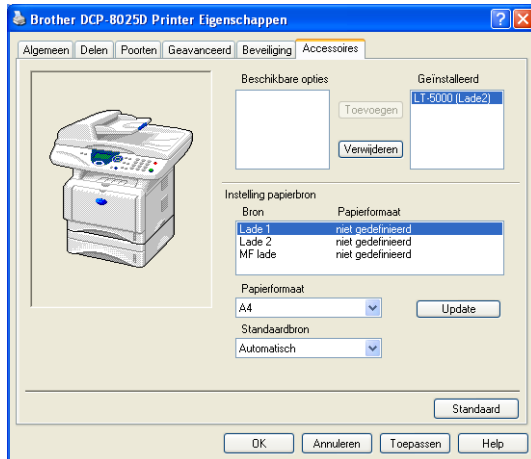 Brother DCP-8025D Printer Eigenschappen
Algemeen Delen Poorten Geavanceerd Beveiliging Accessoires
Beschikbare opties Geïnstalleerd
LT-5000 (Lade2)
Toevoegen
Verwijderen
Instelling papierbron
Bron Papierformaat
Lade 1 niet gedefinieerd
Lade 2 niet gedefinieerd
MF lade niet gedefinieerd
Papierformaat
A4 Update
Standaardbron
Automatisch
Standaard
OK Annuleren Toepassen Help